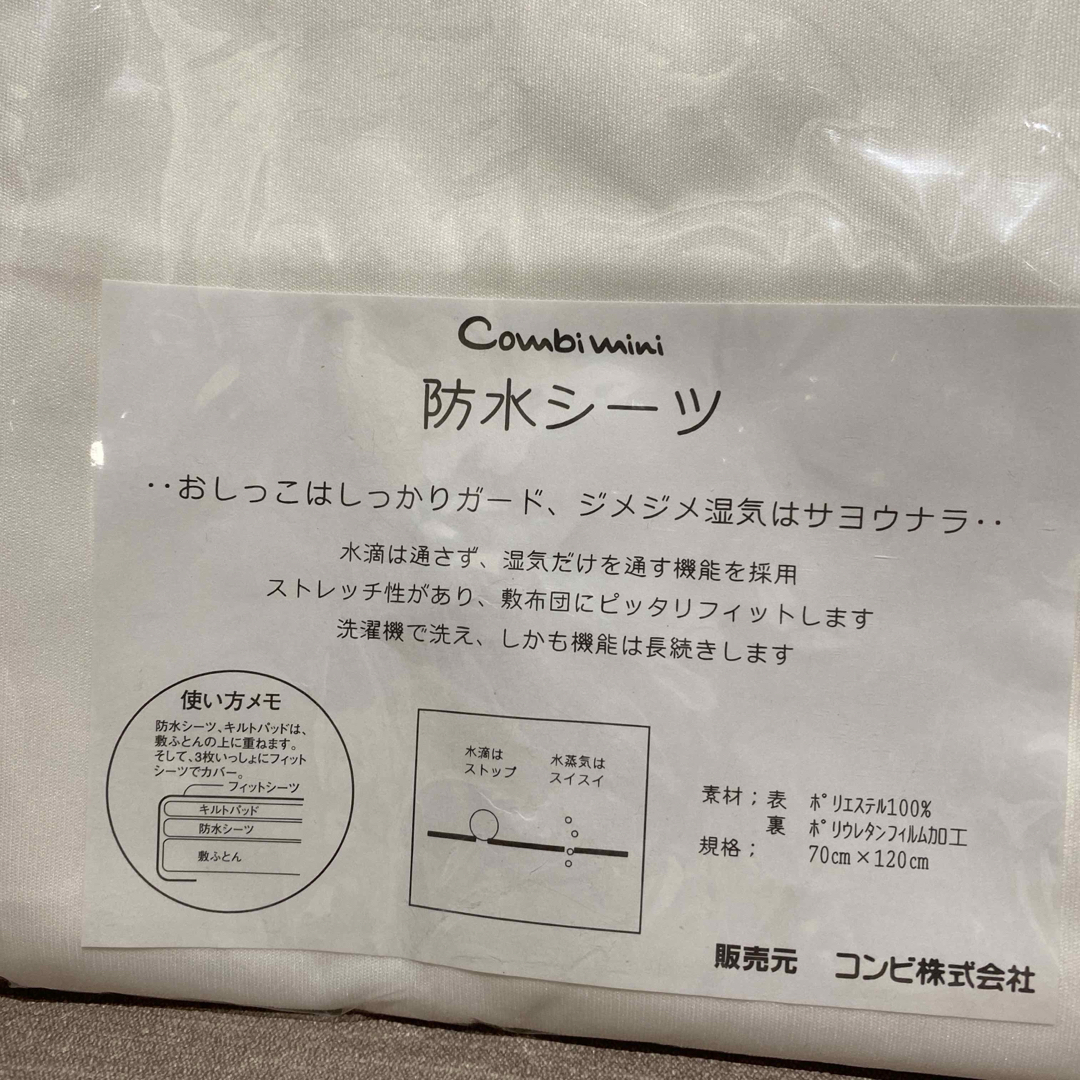 Combi mini
防水シーツ
‥おしっこはしっかりガード、ジメジメ湿気はサヨウナラ‥
水滴は通さず、湿気だけを通す機能を採用
ストレッチ性があり、敷布団にピッタリフィットします
洗濯機で洗え、しかも機能は長続きします
使い方メモ
防水シーツ、キルトパッドは、
敷ふとんの上に重ねます。
そして、3枚いっしょにフィット
シーツでカバー。
フィットシーツ
キルトパッド
防水シーツ
敷ふとん
水滴は
ストップ
水蒸気は
スイスイ
素材；表 ﾎﾟﾘｴｽﾃﾙ100%
裏 ﾎﾟﾘｳﾚﾀﾝﾌｨﾙﾑ加工
規格； 70㎝×120㎝
販売元 コンビ株式会社